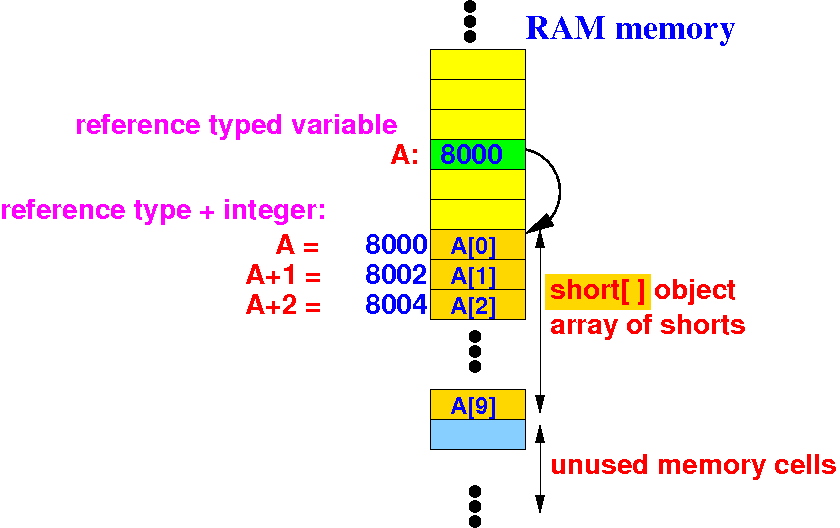 RAM memory
reference typed variable
A: 8000
reference type + integer:
A = 8000 A[0]
A+1 = 8002 A[1]
A+2 = 8004 A[2]
short[ ] object
array of shorts
A[9]
unused memory cells